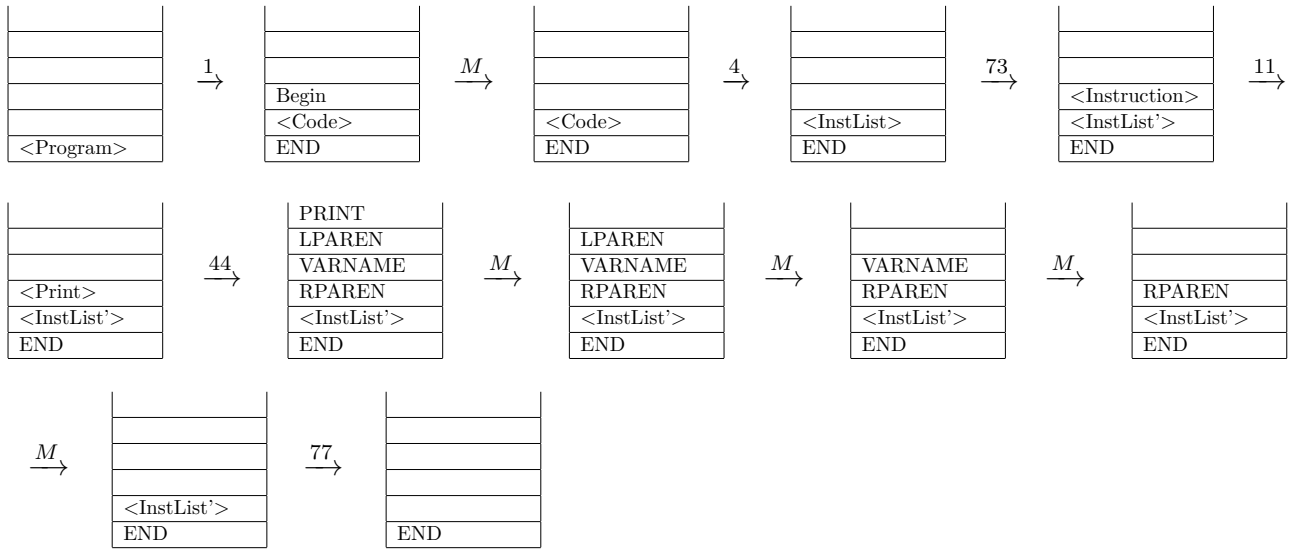 1 M 4 73 11
Begin <Instruction>
<Code> <Code> <InstList> <InstList'>
<Program> END END END END
PRINT
LPAREN LPAREN
44 VARNAME M VARNAME M VARNAME M
<Print> RPAREN RPAREN RPAREN RPAREN
<InstList'> <InstList'> <InstList'> <InstList'> <InstList'>
END END END END END
M 77
<InstList'>
END END